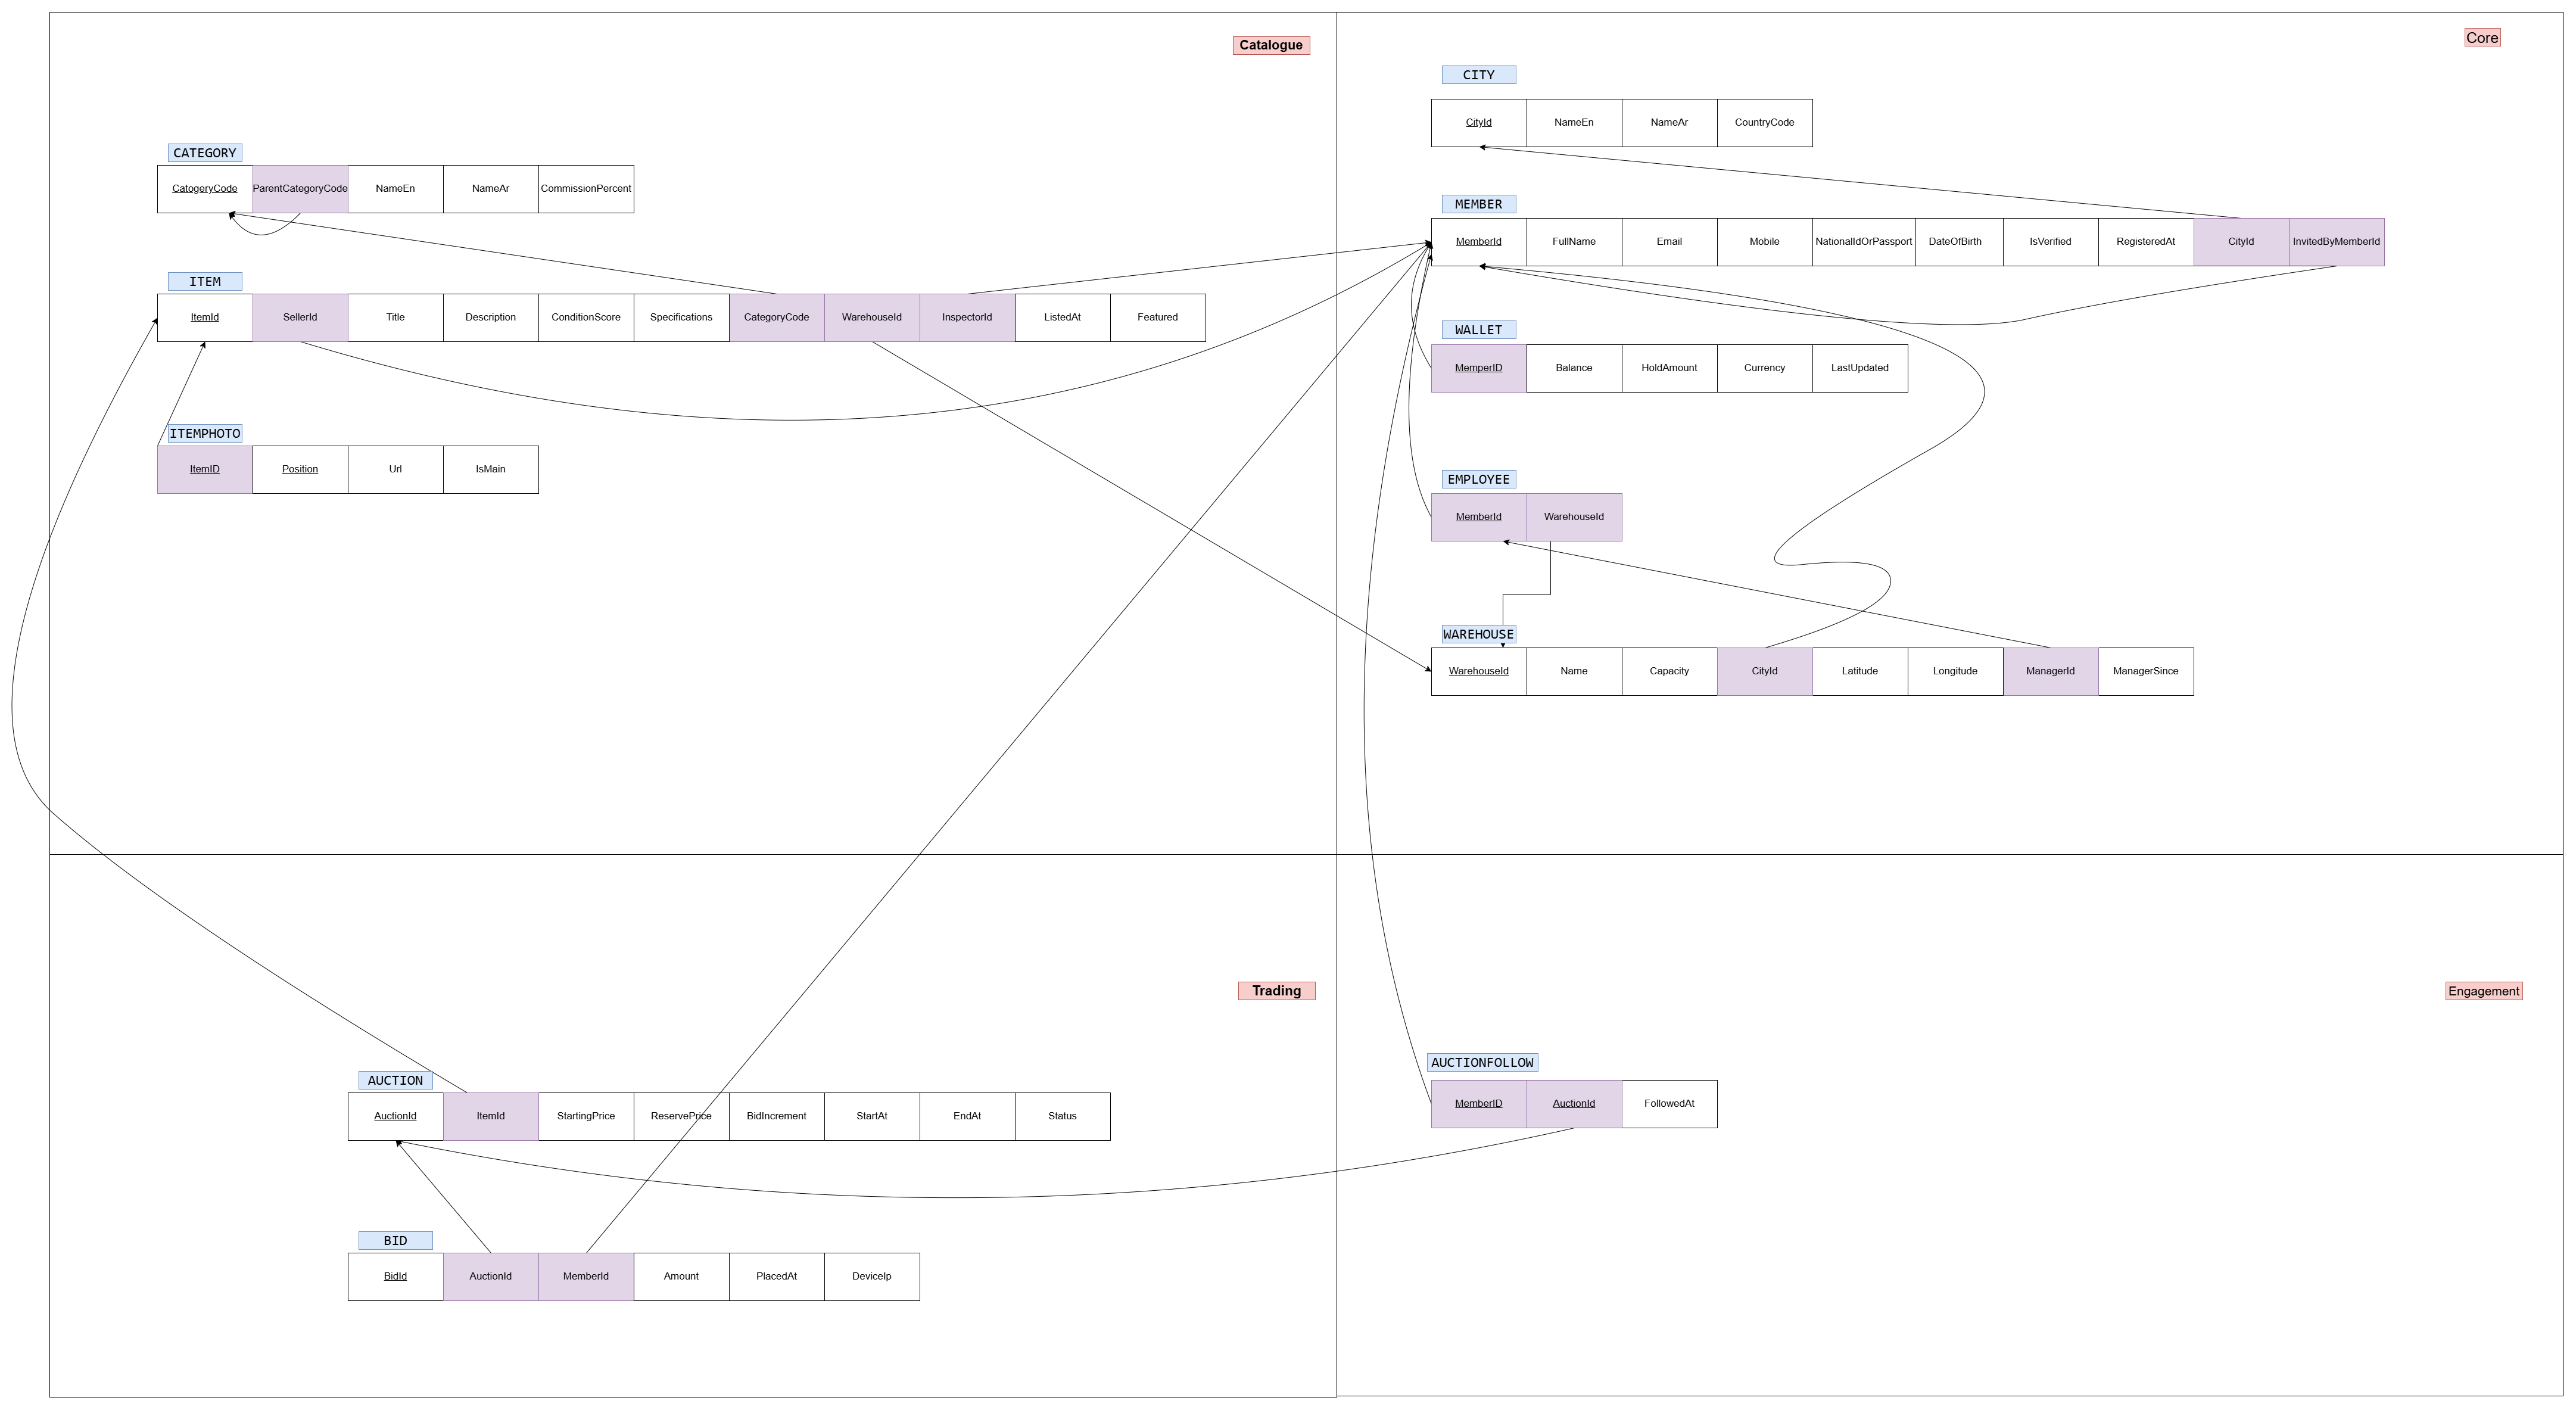 Catalogue
CATEGORY
CatogeryCode ParentCategoryCode NameEn NameAr CommissionPercent
ITEM
ItemId SellerId Title Description ConditionScore Specifications CategoryCode WarehouseId InspectorId ListedAt Featured
ITEMPHOTO
ItemID Position Url IsMain
Core
CITY
CityId NameEn NameAr CountryCode
MEMBER
MemberId FullName Email Mobile NationalIdOrPassport DateOfBirth IsVerified RegisteredAt CityId InvitedByMemberId
WALLET
MemperID Balance HoldAmount Currency LastUpdated
EMPLOYEE
MemberId WarehouseId
WAREHOUSE
WarehouseId Name Capacity CityId Latitude Longitude ManagerId ManagerSince
Trading
AUCTION
AuctionId ItemId StartingPrice ReservePrice BidIncrement StartAt EndAt Status
BID
BidId AuctionId MemberId Amount PlacedAt DeviceIp
Engagement
AUCTIONFOLLOW
MemberID AuctionId FollowedAt